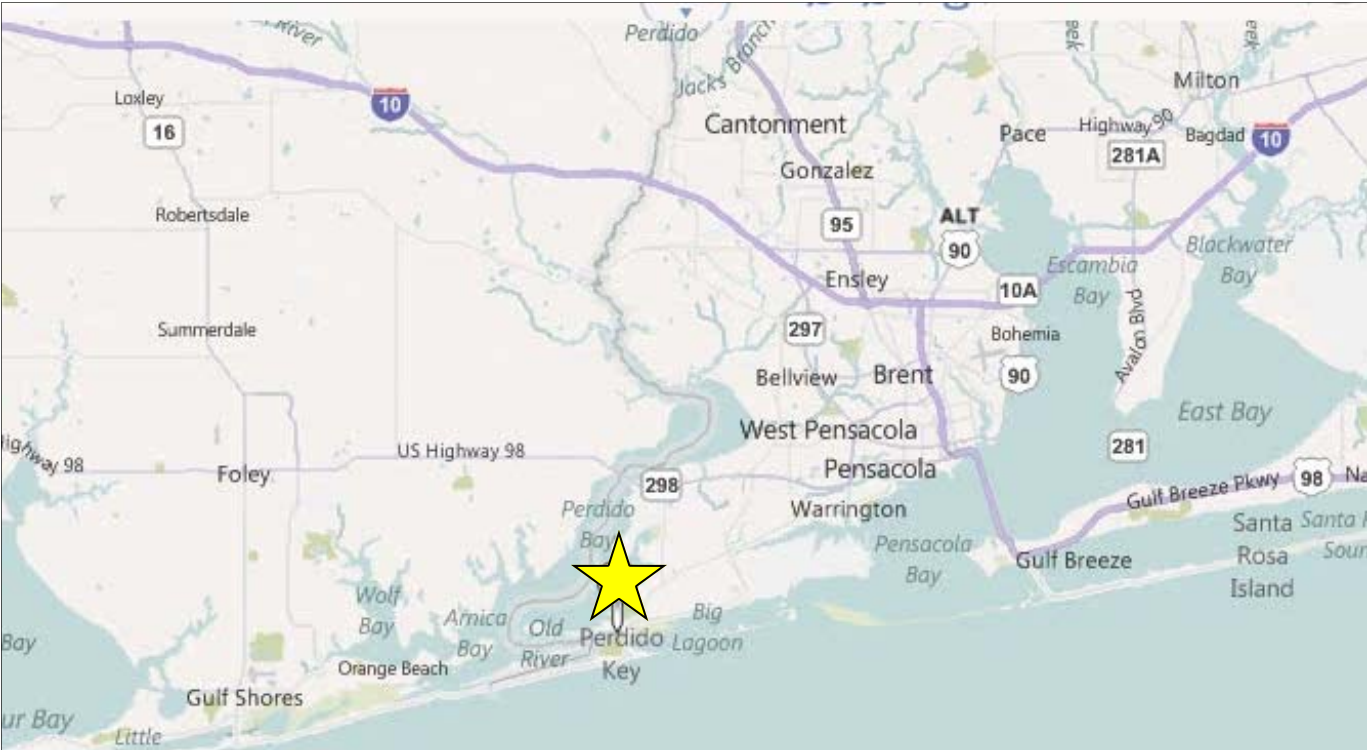 River
Perdido
Jacks Branch
Milton
Loxley
10
16
Cantonment
Pace
Highway 90
Bagdad
10
281A
Gonzalez
Robertsdale
95
ALT
90
Blackwater
Bay
Escambia
Bay
Ensley
10A
Avalon Blvd
Summerdale
297
Bohemia
90
Bellview
Brent
East Bay
West Pensacola
281
US Highway 98
Highway 98
Foley
298
Pensacola
Gulf Breeze Pkwy
98
Perdido
Bay
Warrington
Santa
Rosa
Island
Santa
Pensacola
Bay
Gulf Breeze
Wolf
Bay
Arnica
Bay
Old
River
Perdido
Key
Big
Lagoon
Bay
Orange Beach
Gulf Shores
Bay
Little